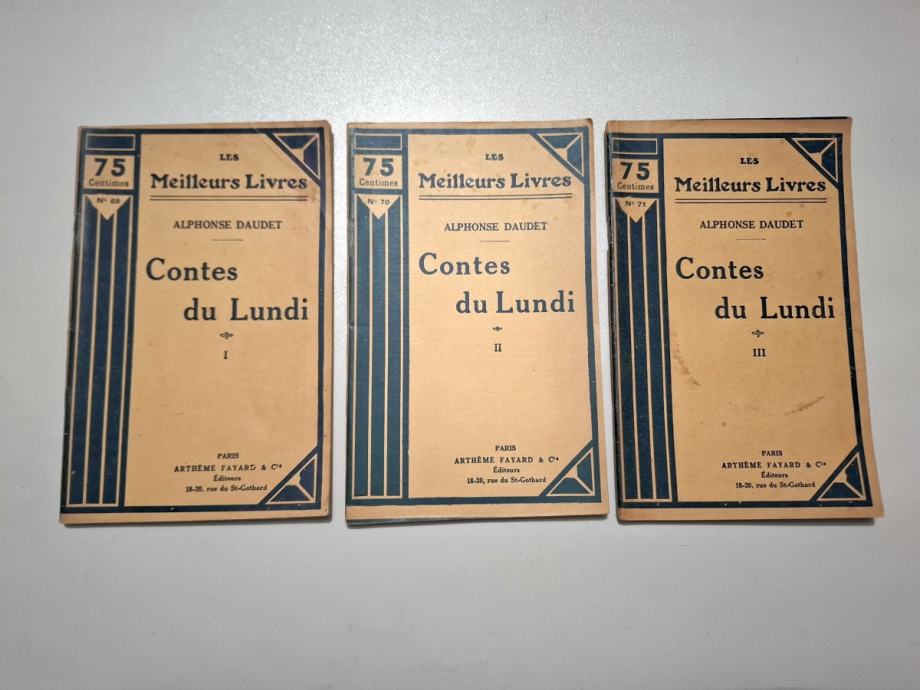 75
Centimes
Nº 69
LES
Meilleurs Livres
ALPHONSE DAUDET
Contes
du Lundi
I
PARIS
ARTHÈME FAYARD & Cie
Éditeurs
18-20, rue du St-Gothard
75
Centimes
Nº 70
LES
Meilleurs Livres
ALPHONSE DAUDET
Contes
du Lundi
II
PARIS
ARTHÈME FAYARD & Cie
Éditeurs
18-20, rue du St-Gothard
75
Centimes
Nº 71
LES
Meilleurs Livres
ALPHONSE DAUDET
Contes
du Lundi
III
PARIS
ARTHÈME FAYARD & Cie
Éditeurs
18-20, rue du St-Gothard